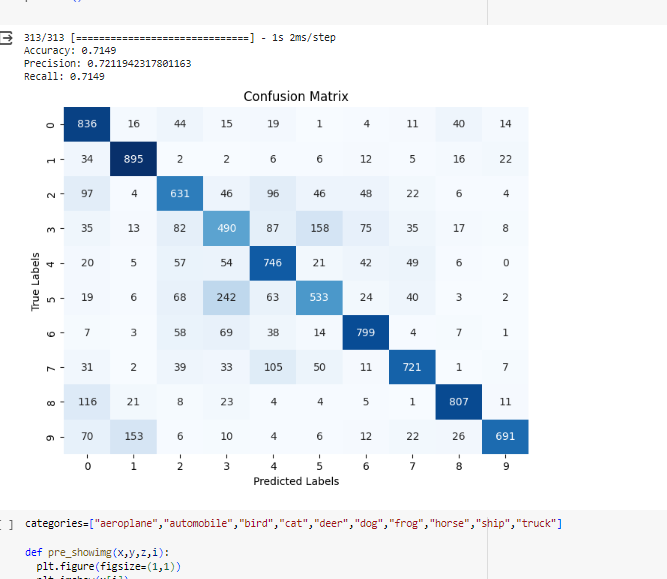 313/313 [==============================] - 1s 2ms/step
Accuracy: 0.7149
Precision: 0.7211942317801163
Recall: 0.7149
Confusion Matrix
0 836 16 44 15 19 1 4 11 40 14
1 34 895 2 2 6 6 12 5 16 22
2 97 4 631 46 96 46 48 22 6 4
3 35 13 82 490 87 158 75 35 17 8
4 20 5 57 54 746 21 42 49 6 0
5 19 6 68 242 63 533 24 40 3 2
6 7 3 58 69 38 14 799 4 7 1
7 31 2 39 33 105 50 11 721 1 7
8 116 21 8 23 4 4 5 1 807 11
9 70 153 6 10 4 6 12 22 26 691
True Labels
0 1 2 3 4 5 6 7 8 9
Predicted Labels
[ ] categories=["aeroplane","automobile","bird","cat","deer","dog","frog","horse","ship","truck"]
def pre_showimg(x,y,z,i):
plt.figure(figsize=(1,1))